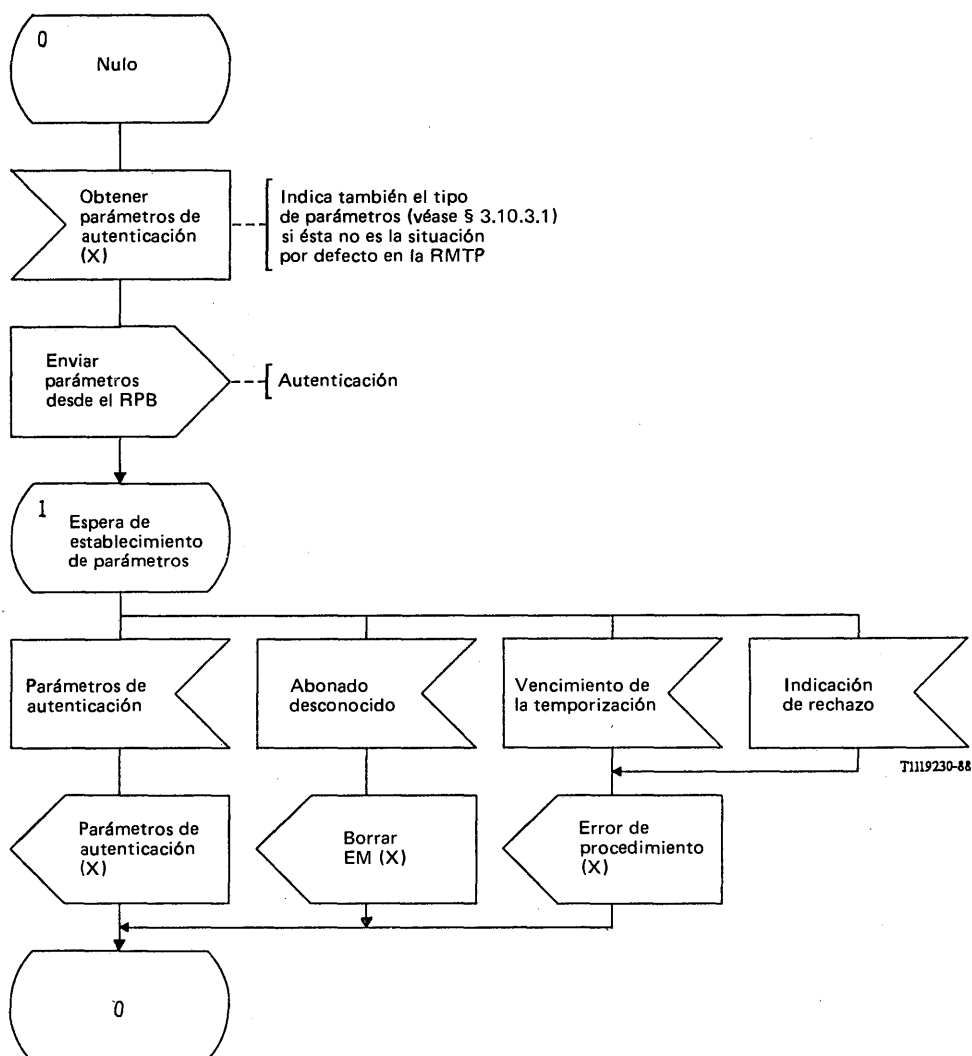 0
Nulo
Obtener
parámetros de
autenticación
(X)
Indica también el tipo
de parámetros (véase § 3.10.3.1)
si ésta no es la situación
por defecto en la RMTP
Enviar
parámetros
desde el RPB
Autenticación
1
Espera de
establecimiento
de parámetros
Parámetros de
autenticación
Abonado
desconocido
Vencimiento de
la temporización
Indicación
de rechazo
T1119230-88
Parámetros de
autenticación
(X)
Borrar
EM (X)
Error de
procedimiento
(X)
0